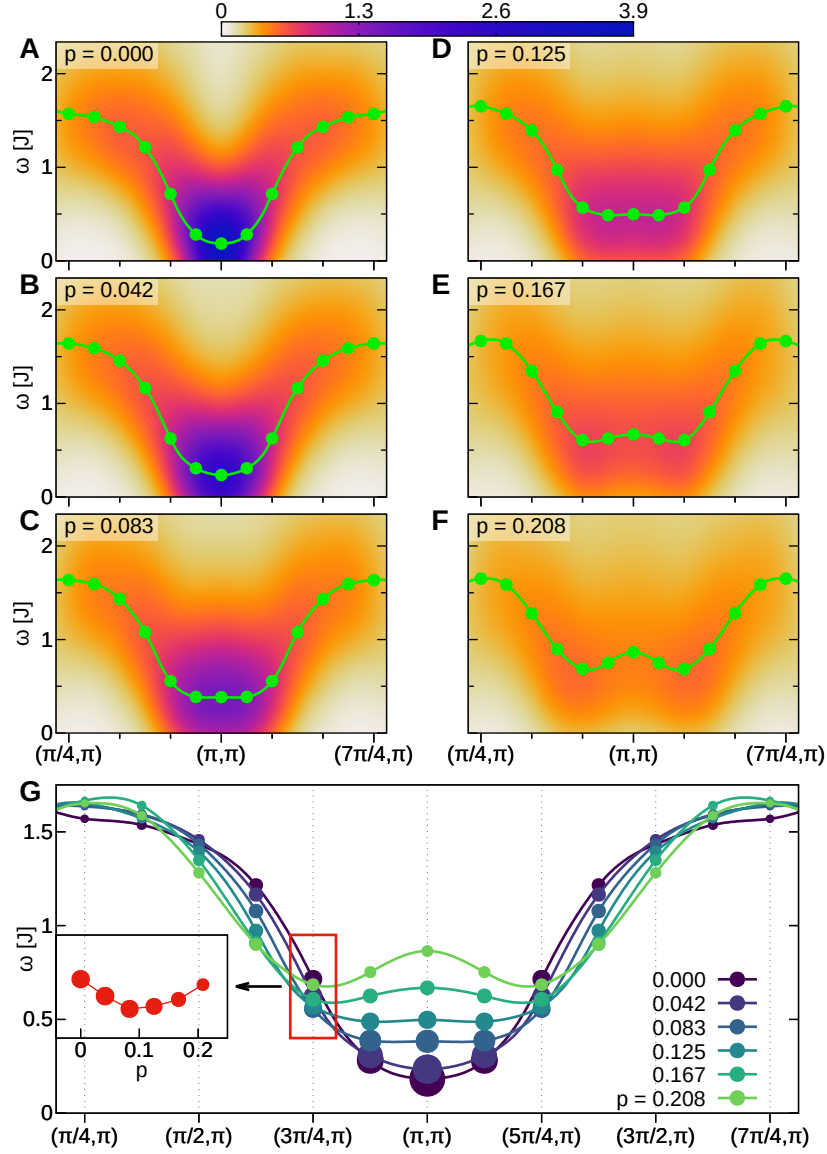 0 1.3 2.6 3.9
A p = 0.000
D p = 0.125
2
1
0
ω [J]
B p = 0.042
E p = 0.167
2
1
0
ω [J]
C p = 0.083
F p = 0.208
2
1
0
ω [J]
(π/4,π) (π,π) (7π/4,π) (π/4,π) (π,π) (7π/4,π)
G
1.5
1
0.5
0
ω [J]
0 0.1 0.2
p
0.000
0.042
0.083
0.125
0.167
p = 0.208
(π/4,π) (π/2,π) (3π/4,π) (π,π) (5π/4,π) (3π/2,π) (7π/4,π)